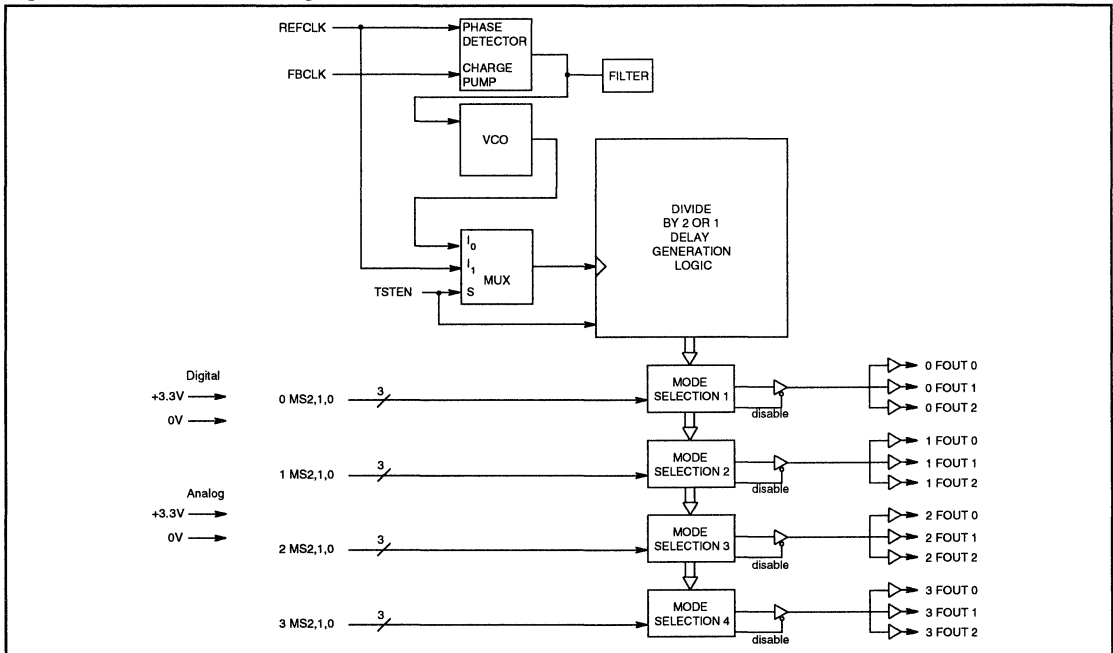 REFCLK
PHASE
DETECTOR
FBCLK
CHARGE
PUMP
FILTER
VCO
DIVIDE
BY 2 OR 1
DELAY
GENERATION
LOGIC
I0
I1
MUX
TSTEN
S
Digital
+3.3V
0V
Analog
+3.3V
0V
0 MS2,1,0
3
MODE
SELECTION 1
disable
0 FOUT 0
0 FOUT 1
0 FOUT 2
1 MS2,1,0
3
MODE
SELECTION 2
disable
1 FOUT 0
1 FOUT 1
1 FOUT 2
2 MS2,1,0
3
MODE
SELECTION 3
disable
2 FOUT 0
2 FOUT 1
2 FOUT 2
3 MS2,1,0
3
MODE
SELECTION 4
disable
3 FOUT 0
3 FOUT 1
3 FOUT 2